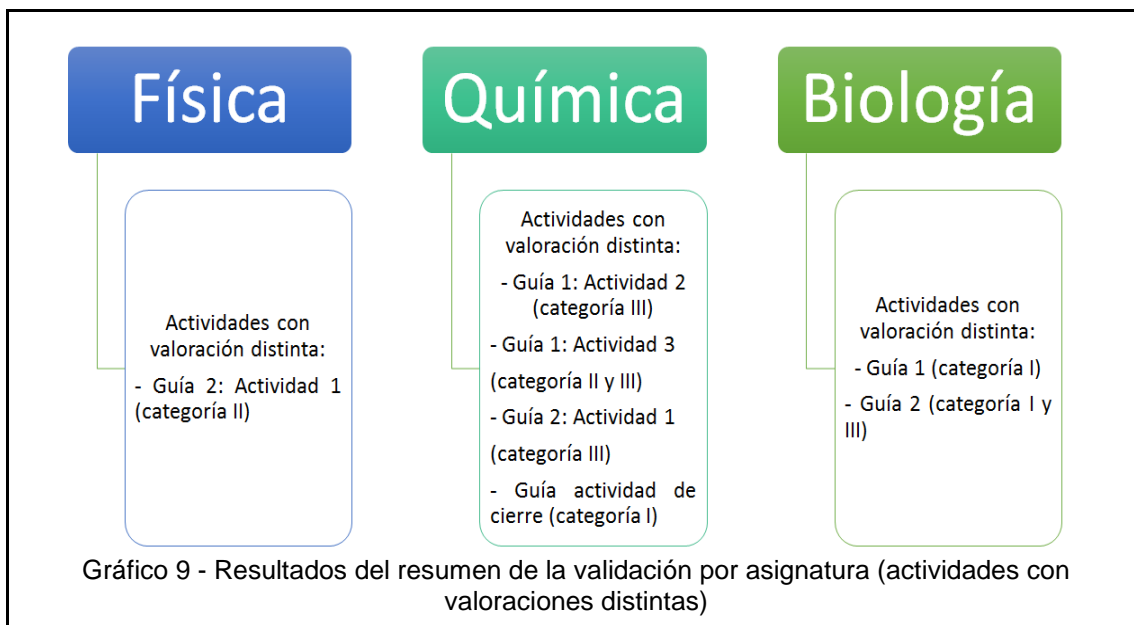 Física
Actividades con
valoración distinta:
- Guía 2: Actividad 1
(categoría II)
Química
Actividades con
valoración distinta:
- Guía 1: Actividad 2
(categoría III)
- Guía 1: Actividad 3
(categoría II y III)
- Guía 2: Actividad 1
(categoría III)
- Guía actividad de
cierre (categoría I)
Biología
Actividades con
valoración distinta:
- Guía 1 (categoría I)
- Guía 2 (categoría I y
III)
Gráfico 9 - Resultados del resumen de la validación por asignatura (actividades con
valoraciones distintas)